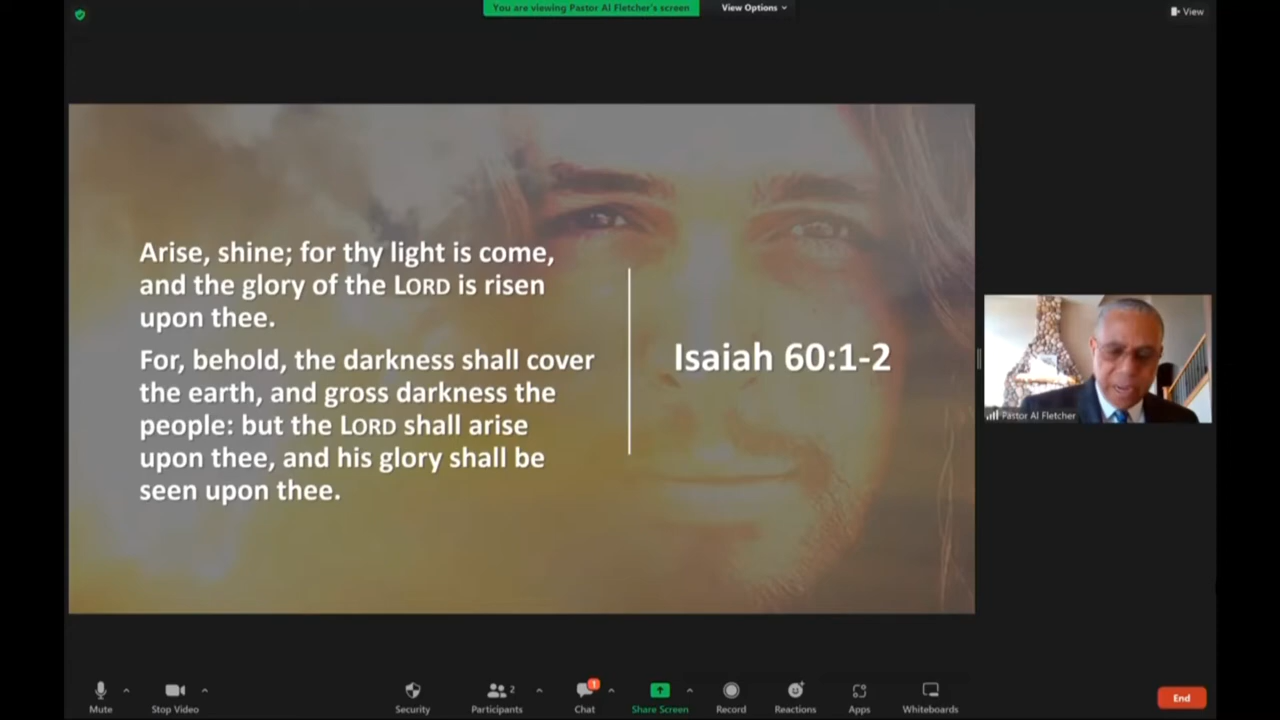 You are viewing Pastor Al Fletcher's screen
View Options
View
Arise, shine; for thy light is come,
and the glory of the LORD is risen
upon thee.
For, behold, the darkness shall cover
the earth, and gross darkness the
people: but the LORD shall arise
upon thee, and his glory shall be
seen upon thee.
Isaiah 60:1-2
Pastor Al Fletcher
Mute
Stop Video
Security
Participants
2
Chat
1
Share Screen
Record
Reactions
Apps
Whiteboards
End